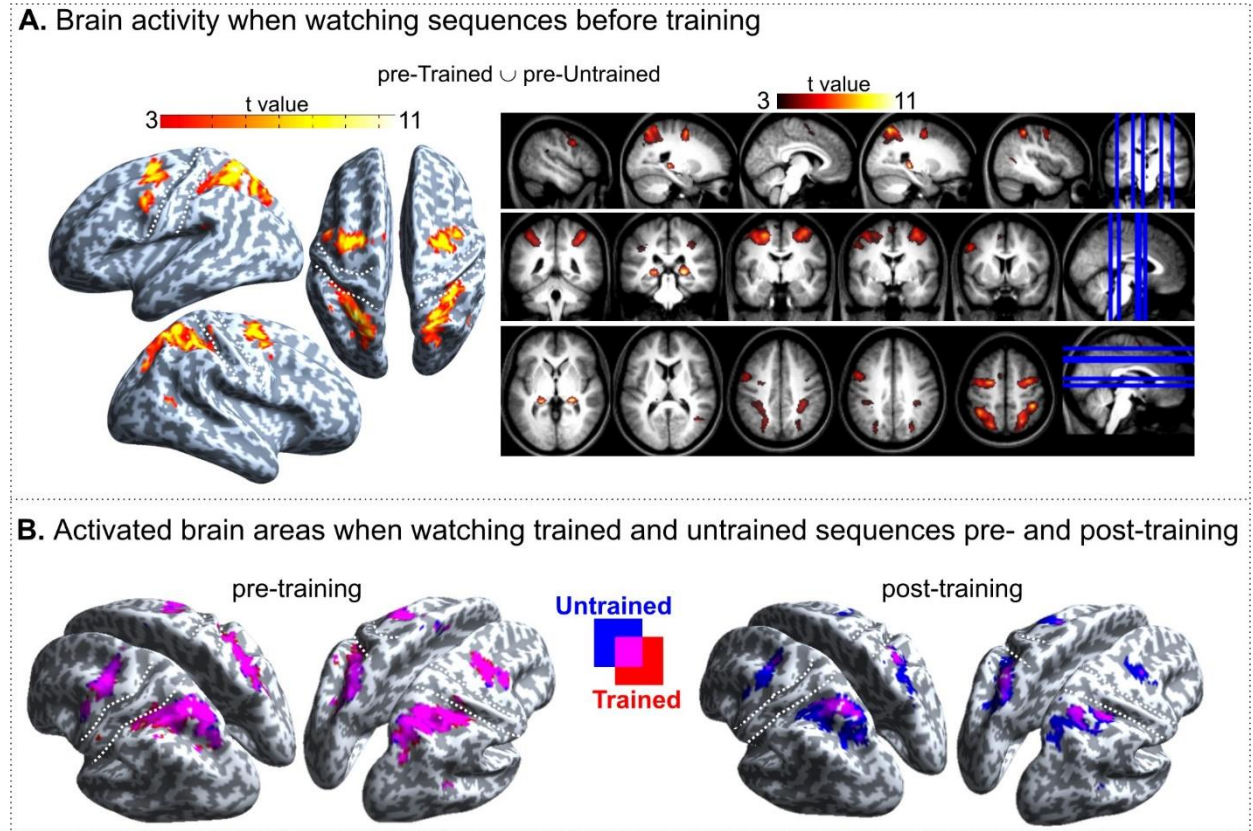 A. Brain activity when watching sequences before training
pre-Trained ∪ pre-Untrained
t value
3 11
t value
3 11
B. Activated brain areas when watching trained and untrained sequences pre- and post-training
pre-training
Untrained
Trained
post-training